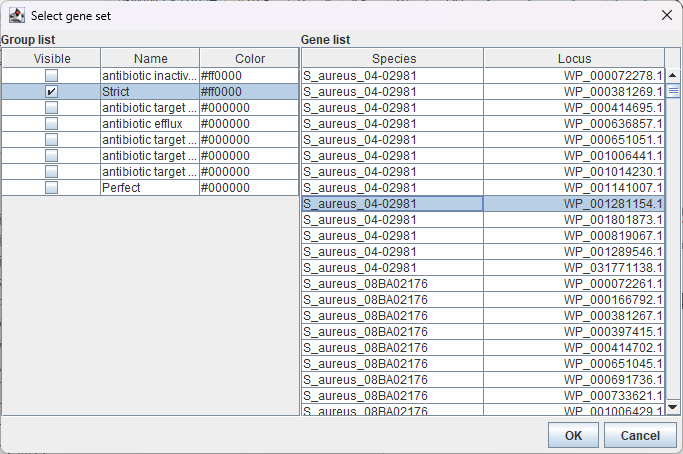 Select gene set
Group list
Visible Name Color
antibiotic inactiv... #ff0000
Strict #ff0000
antibiotic target ... #000000
antibiotic efflux #000000
antibiotic target ... #000000
antibiotic target ... #000000
antibiotic target ... #000000
Perfect #000000
Gene list
Species Locus
S_aureus_04-02981 WP_000072278.1
S_aureus_04-02981 WP_000381269.1
S_aureus_04-02981 WP_000414695.1
S_aureus_04-02981 WP_000636857.1
S_aureus_04-02981 WP_000651051.1
S_aureus_04-02981 WP_001006441.1
S_aureus_04-02981 WP_001014230.1
S_aureus_04-02981 WP_001141007.1
S_aureus_04-02981 WP_001281154.1
S_aureus_04-02981 WP_001801873.1
S_aureus_04-02981 WP_000819067.1
S_aureus_04-02981 WP_001289546.1
S_aureus_04-02981 WP_031771138.1
S_aureus_08BA02176 WP_000072261.1
S_aureus_08BA02176 WP_000166792.1
S_aureus_08BA02176 WP_000381267.1
S_aureus_08BA02176 WP_000397415.1
S_aureus_08BA02176 WP_000414702.1
S_aureus_08BA02176 WP_000651045.1
S_aureus_08BA02176 WP_000691736.1
S_aureus_08BA02176 WP_000733621.1
S_aureus_08BA02176 WP_001006429.1
OK Cancel